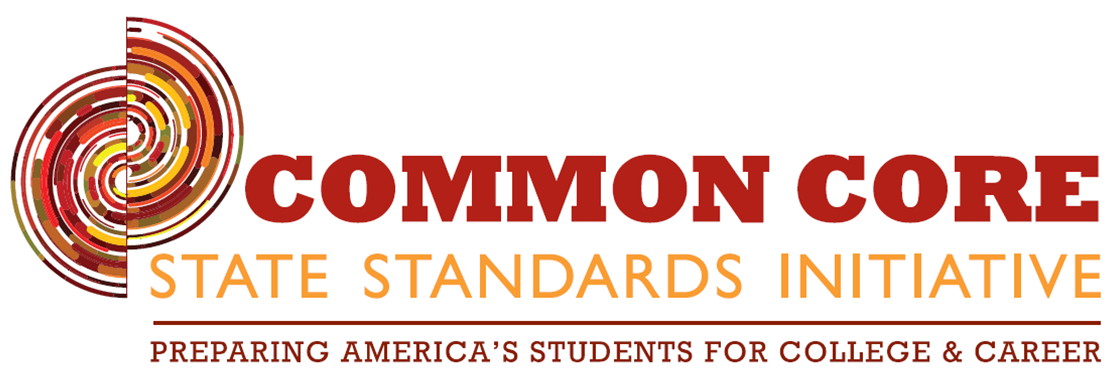 COMMON CORE
STATE STANDARDS INITIATIVE
PREPARING AMERICA'S STUDENTS FOR COLLEGE & CAREER